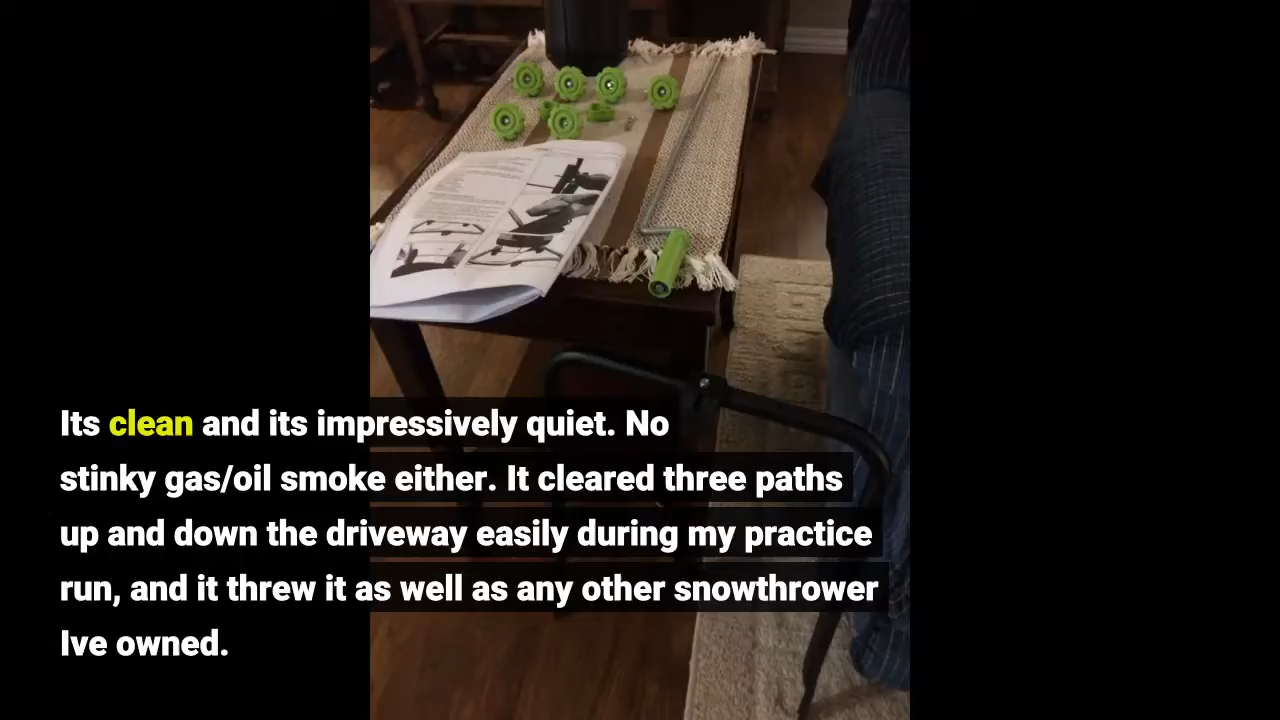 Its clean and its impressively quiet. No
stinky gas/oil smoke either. It cleared three paths
up and down the driveway easily during my practice
run, and it threw it as well as any other snowthrower
Ive owned.